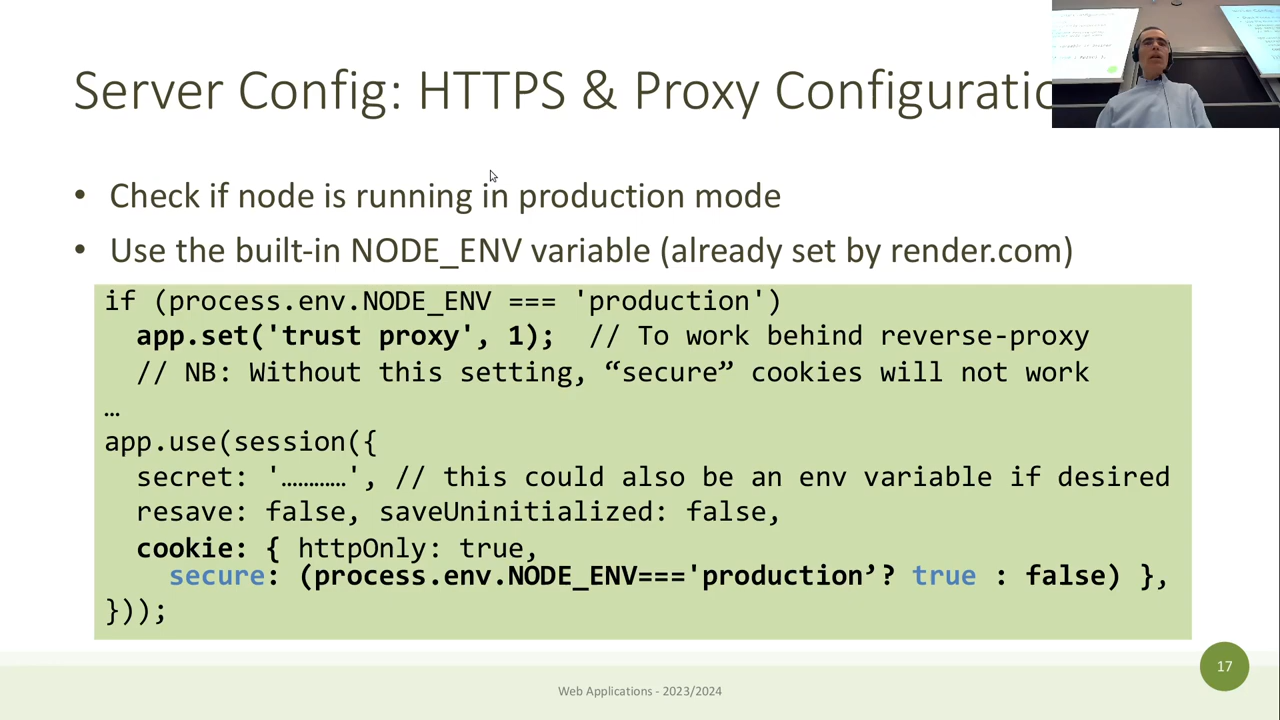 Server Config: HTTPS & Proxy Configuratio
• Check if node is running in production mode
• Use the built-in NODE_ENV variable (already set by render.com)
if (process.env.NODE_ENV === 'production')
app.set('trust proxy', 1); // To work behind reverse-proxy
// NB: Without this setting, “secure” cookies will not work
…
app.use(session({
secret: '…………', // this could also be an env variable if desired
resave: false, saveUninitialized: false,
cookie: { httpOnly: true,
secure: (process.env.NODE_ENV==='production’? true : false) },
}));
17
Web Applications - 2023/2024